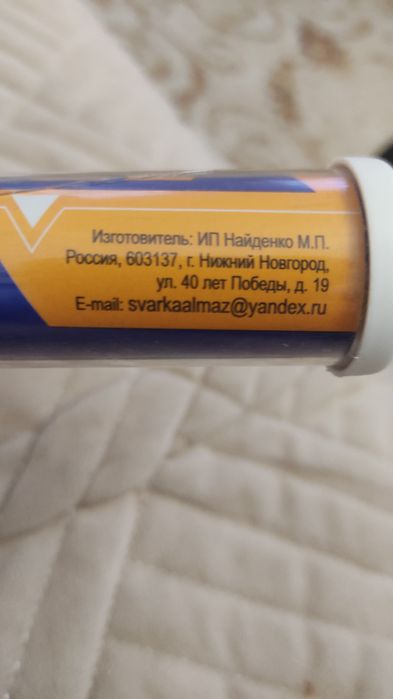 Изготовитель: ИП Найденко М.П.
Россия, 603137, г. Нижний Новгород,
ул. 40 лет Победы, д. 19
E-mail: svarkaalmaz@yandex.ru